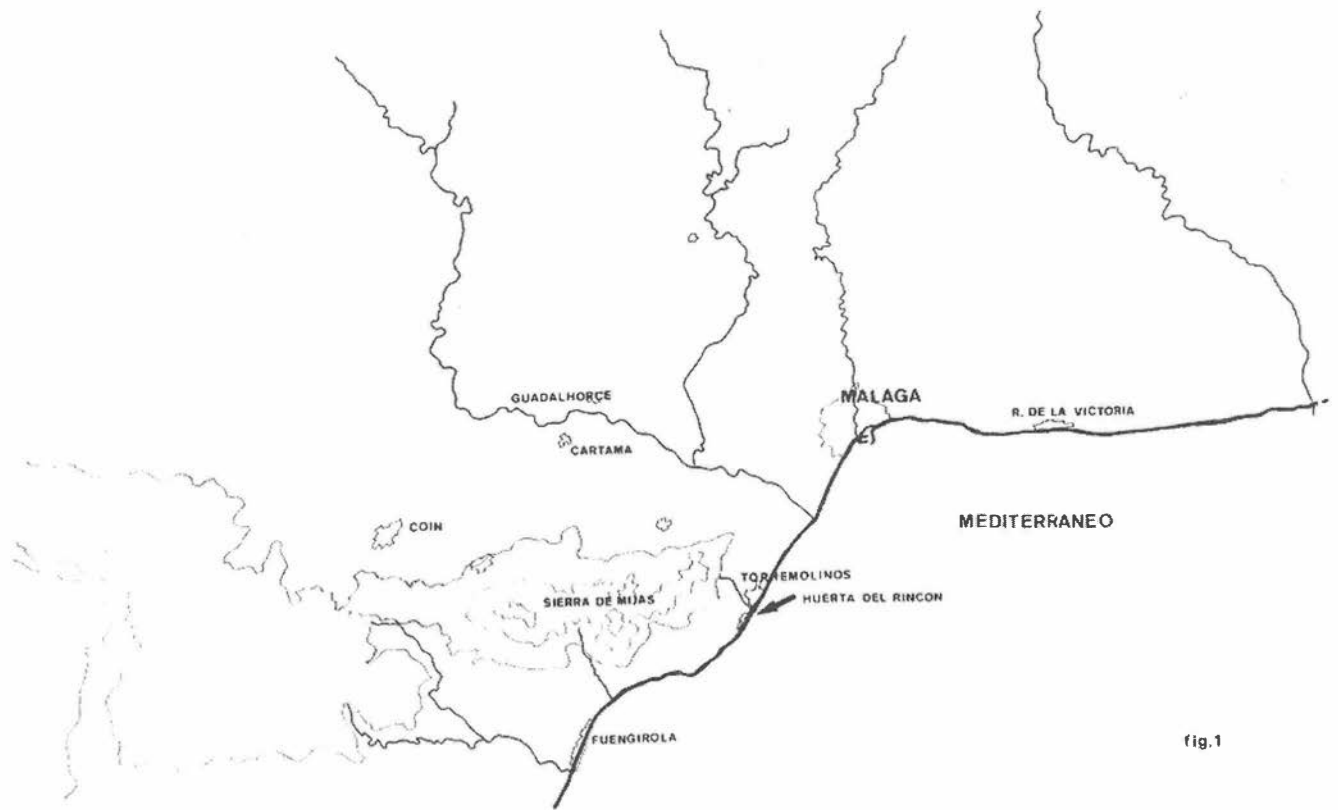 GUADALHORCE
MALAGA
R. DE LA VICTORIA
CARTAMA
COIN
MEDITERRANEO
TORREMOLINOS
SIERRA DE MIJAS
HUERTA DEL RINCON
FUENGIROLA
fig.1